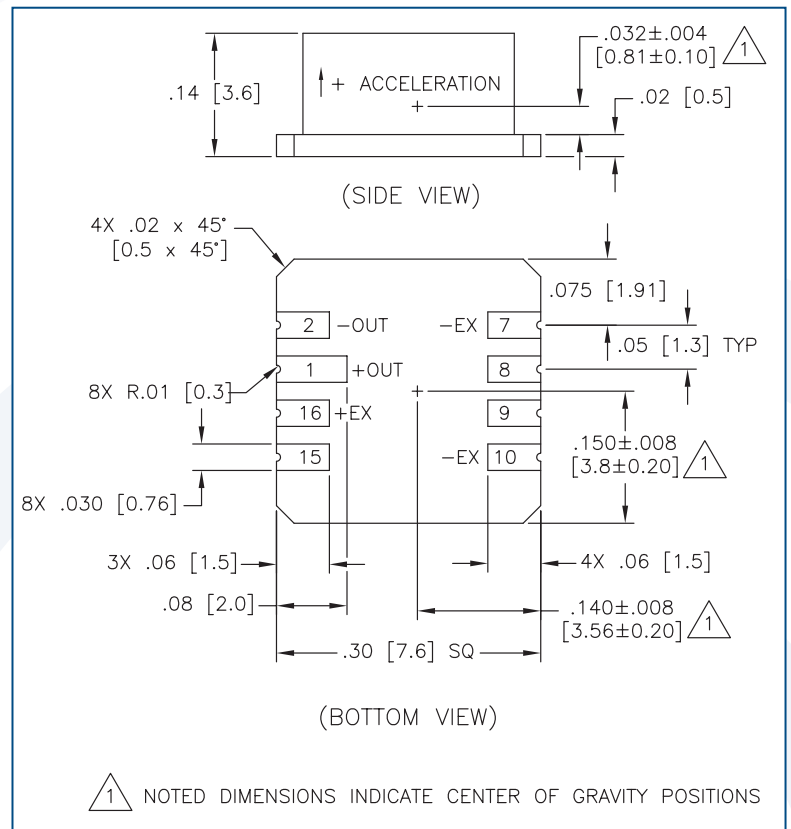 .032±.004
[0.81±0.10] 1
.14 [3.6]
+ ACCELERATION
.02 [0.5]
(SIDE VIEW)
4X .02 x 45°
[0.5 x 45°]
.075 [1.91]
2 -OUT
-EX 7
.05 [1.3] TYP
1 +OUT
8
8X R.01 [0.3]
16 +EX
9
.150±.008
[3.8±0.20] 1
15
-EX 10
8X .030 [0.76]
3X .06 [1.5]
4X .06 [1.5]
.08 [2.0]
.140±.008
[3.56±0.20] 1
.30 [7.6] SQ
(BOTTOM VIEW)
1 NOTED DIMENSIONS INDICATE CENTER OF GRAVITY POSITIONS